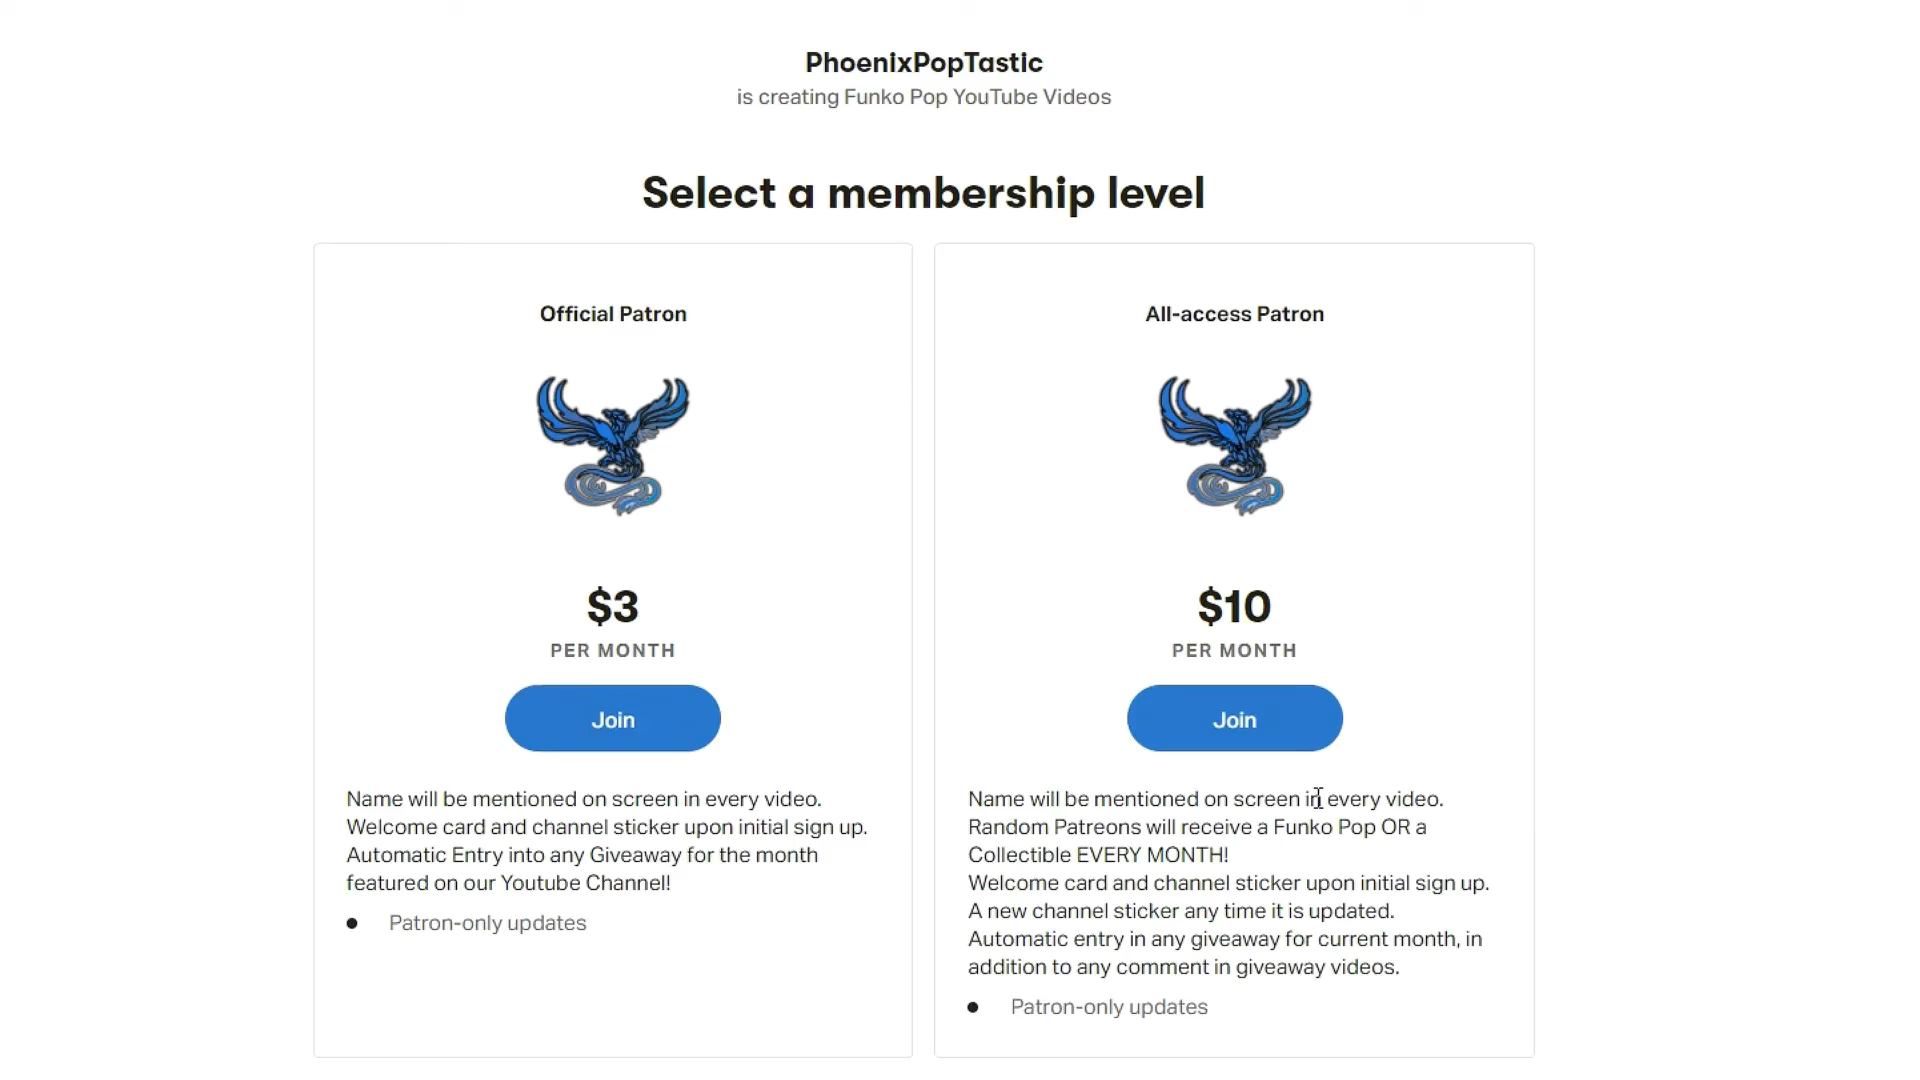 PhoenixPopTastic
is creating Funko Pop YouTube Videos
Select a membership level
Official Patron
$3
PER MONTH
Join
Name will be mentioned on screen in every video.
Welcome card and channel sticker upon initial sign up.
Automatic Entry into any Giveaway for the month
featured on our Youtube Channel!
Patron-only updates
All-access Patron
$10
PER MONTH
Join
Name will be mentioned on screen in every video.
Random Patreons will receive a Funko Pop OR a
Collectible EVERY MONTH!
Welcome card and channel sticker upon initial sign up.
A new channel sticker any time it is updated.
Automatic entry in any giveaway for current month, in
addition to any comment in giveaway videos.
Patron-only updates